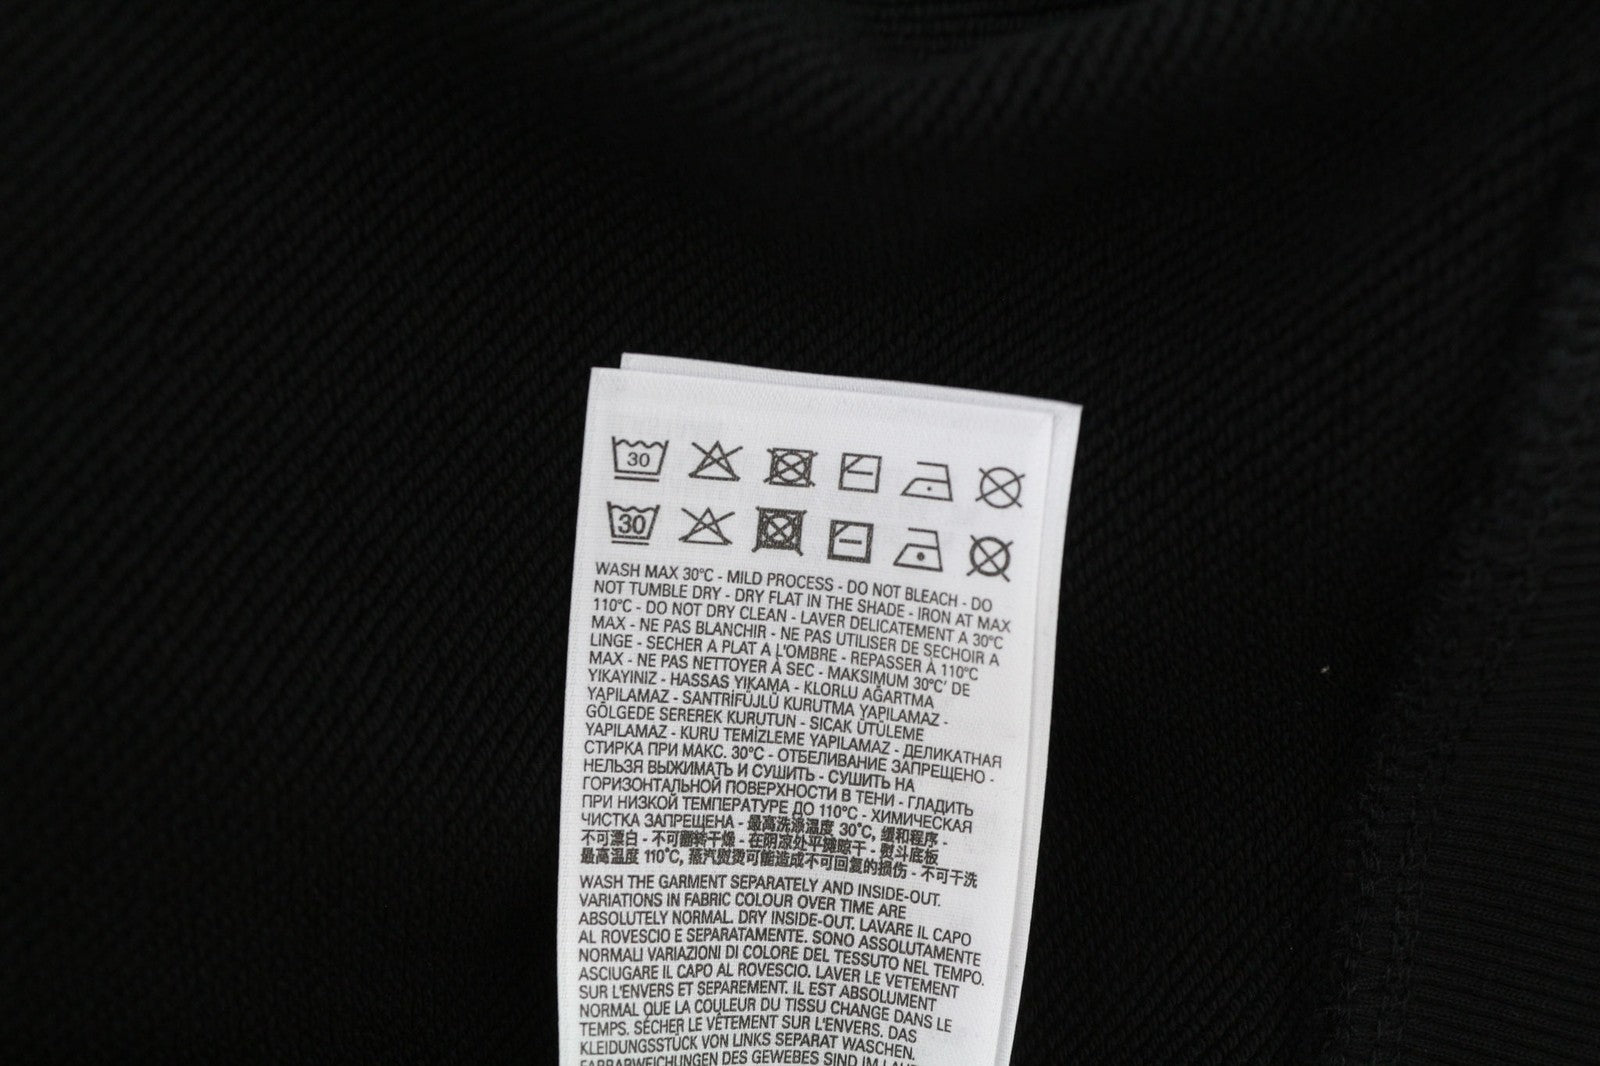 30
30
WASH MAX 30°C - MILD PROCESS - DO NOT BLEACH - DO
NOT TUMBLE DRY - DRY FLAT IN THE SHADE - IRON AT MAX
110°C - DO NOT DRY CLEAN - LAVER DELICATEMENT A 30°C
MAX - NE PAS BLANCHIR - NE PAS UTILISER DE SECHOIR A
LINGE - SECHER A PLAT A L'OMBRE - REPASSER À 110°C
MAX - NE PAS NETTOYER À SEC - MAKSIMUM 30°C' DE
YIKAYINIZ - HASSAS YIKAMA - KLORLU AĞARTMA
YAPILAMAZ - SANTRİFÜJLÜ KURUTMA YAPILAMAZ -
GÖLGEDE SEREREK KURUTUN - SICAK ÜTÜLEME
YAPILAMAZ - KURU TEMİZLEME YAPILAMAZ - ДЕЛИКАТНАЯ
СТИРКА ПРИ МАКС. 30°C - ОТБЕЛИВАНИЕ ЗАПРЕЩЕНО -
НЕЛЬЗЯ ВЫЖИМАТЬ И СУШИТЬ - СУШИТЬ НА
ГОРИЗОНТАЛЬНОЙ ПОВЕРХНОСТИ В ТЕНИ - ГЛАДИТЬ
ПРИ НИЗКОЙ ТЕМПЕРАТУРЕ ДО 110°C - ХИМИЧЕСКАЯ
ЧИСТКА ЗАПРЕЩЕНА - 最高洗涤温度 30°C, 缓和程序 -
不可漂白 - 不可翻转干燥 - 在阴凉处平摊晾干 - 熨斗底板
最高温度 110°C, 蒸汽熨烫可能造成不可回复的损伤 - 不可干洗
WASH THE GARMENT SEPARATELY AND INSIDE-OUT.
VARIATIONS IN FABRIC COLOUR OVER TIME ARE
ABSOLUTELY NORMAL. DRY INSIDE-OUT. LAVARE IL CAPO
AL ROVESCIO E SEPARATAMENTE. SONO ASSOLUTAMENTE
NORMALI VARIAZIONI DI COLORE DEL TESSUTO NEL TEMPO.
ASCIUGARE IL CAPO AL ROVESCIO. LAVER LE VETEMENT
SUR L'ENVERS ET SEPAREMENT. IL EST ABSOLUMENT
NORMAL QUE LA COULEUR DU TISSU CHANGE DANS LE
TEMPS. SÉCHER LE VÊTEMENT SUR L'ENVERS. DAS
KLEIDUNGSSTÜCK VON LINKS SEPARAT WASCHEN.
FARBABWEICHUNGEN DES GEWEBES SIND IM